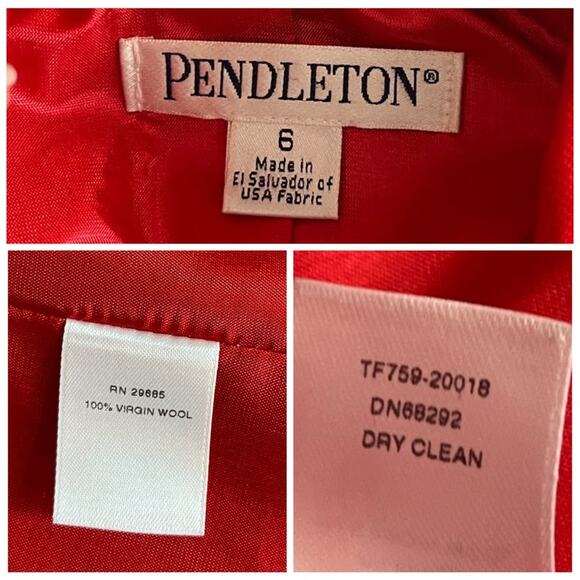 PENDLETON®
6
Made in
El Salvador of
USA Fabric
RN 29685
100% VIRGIN WOOL
TF759-20018
DN68292
DRY CLEAN